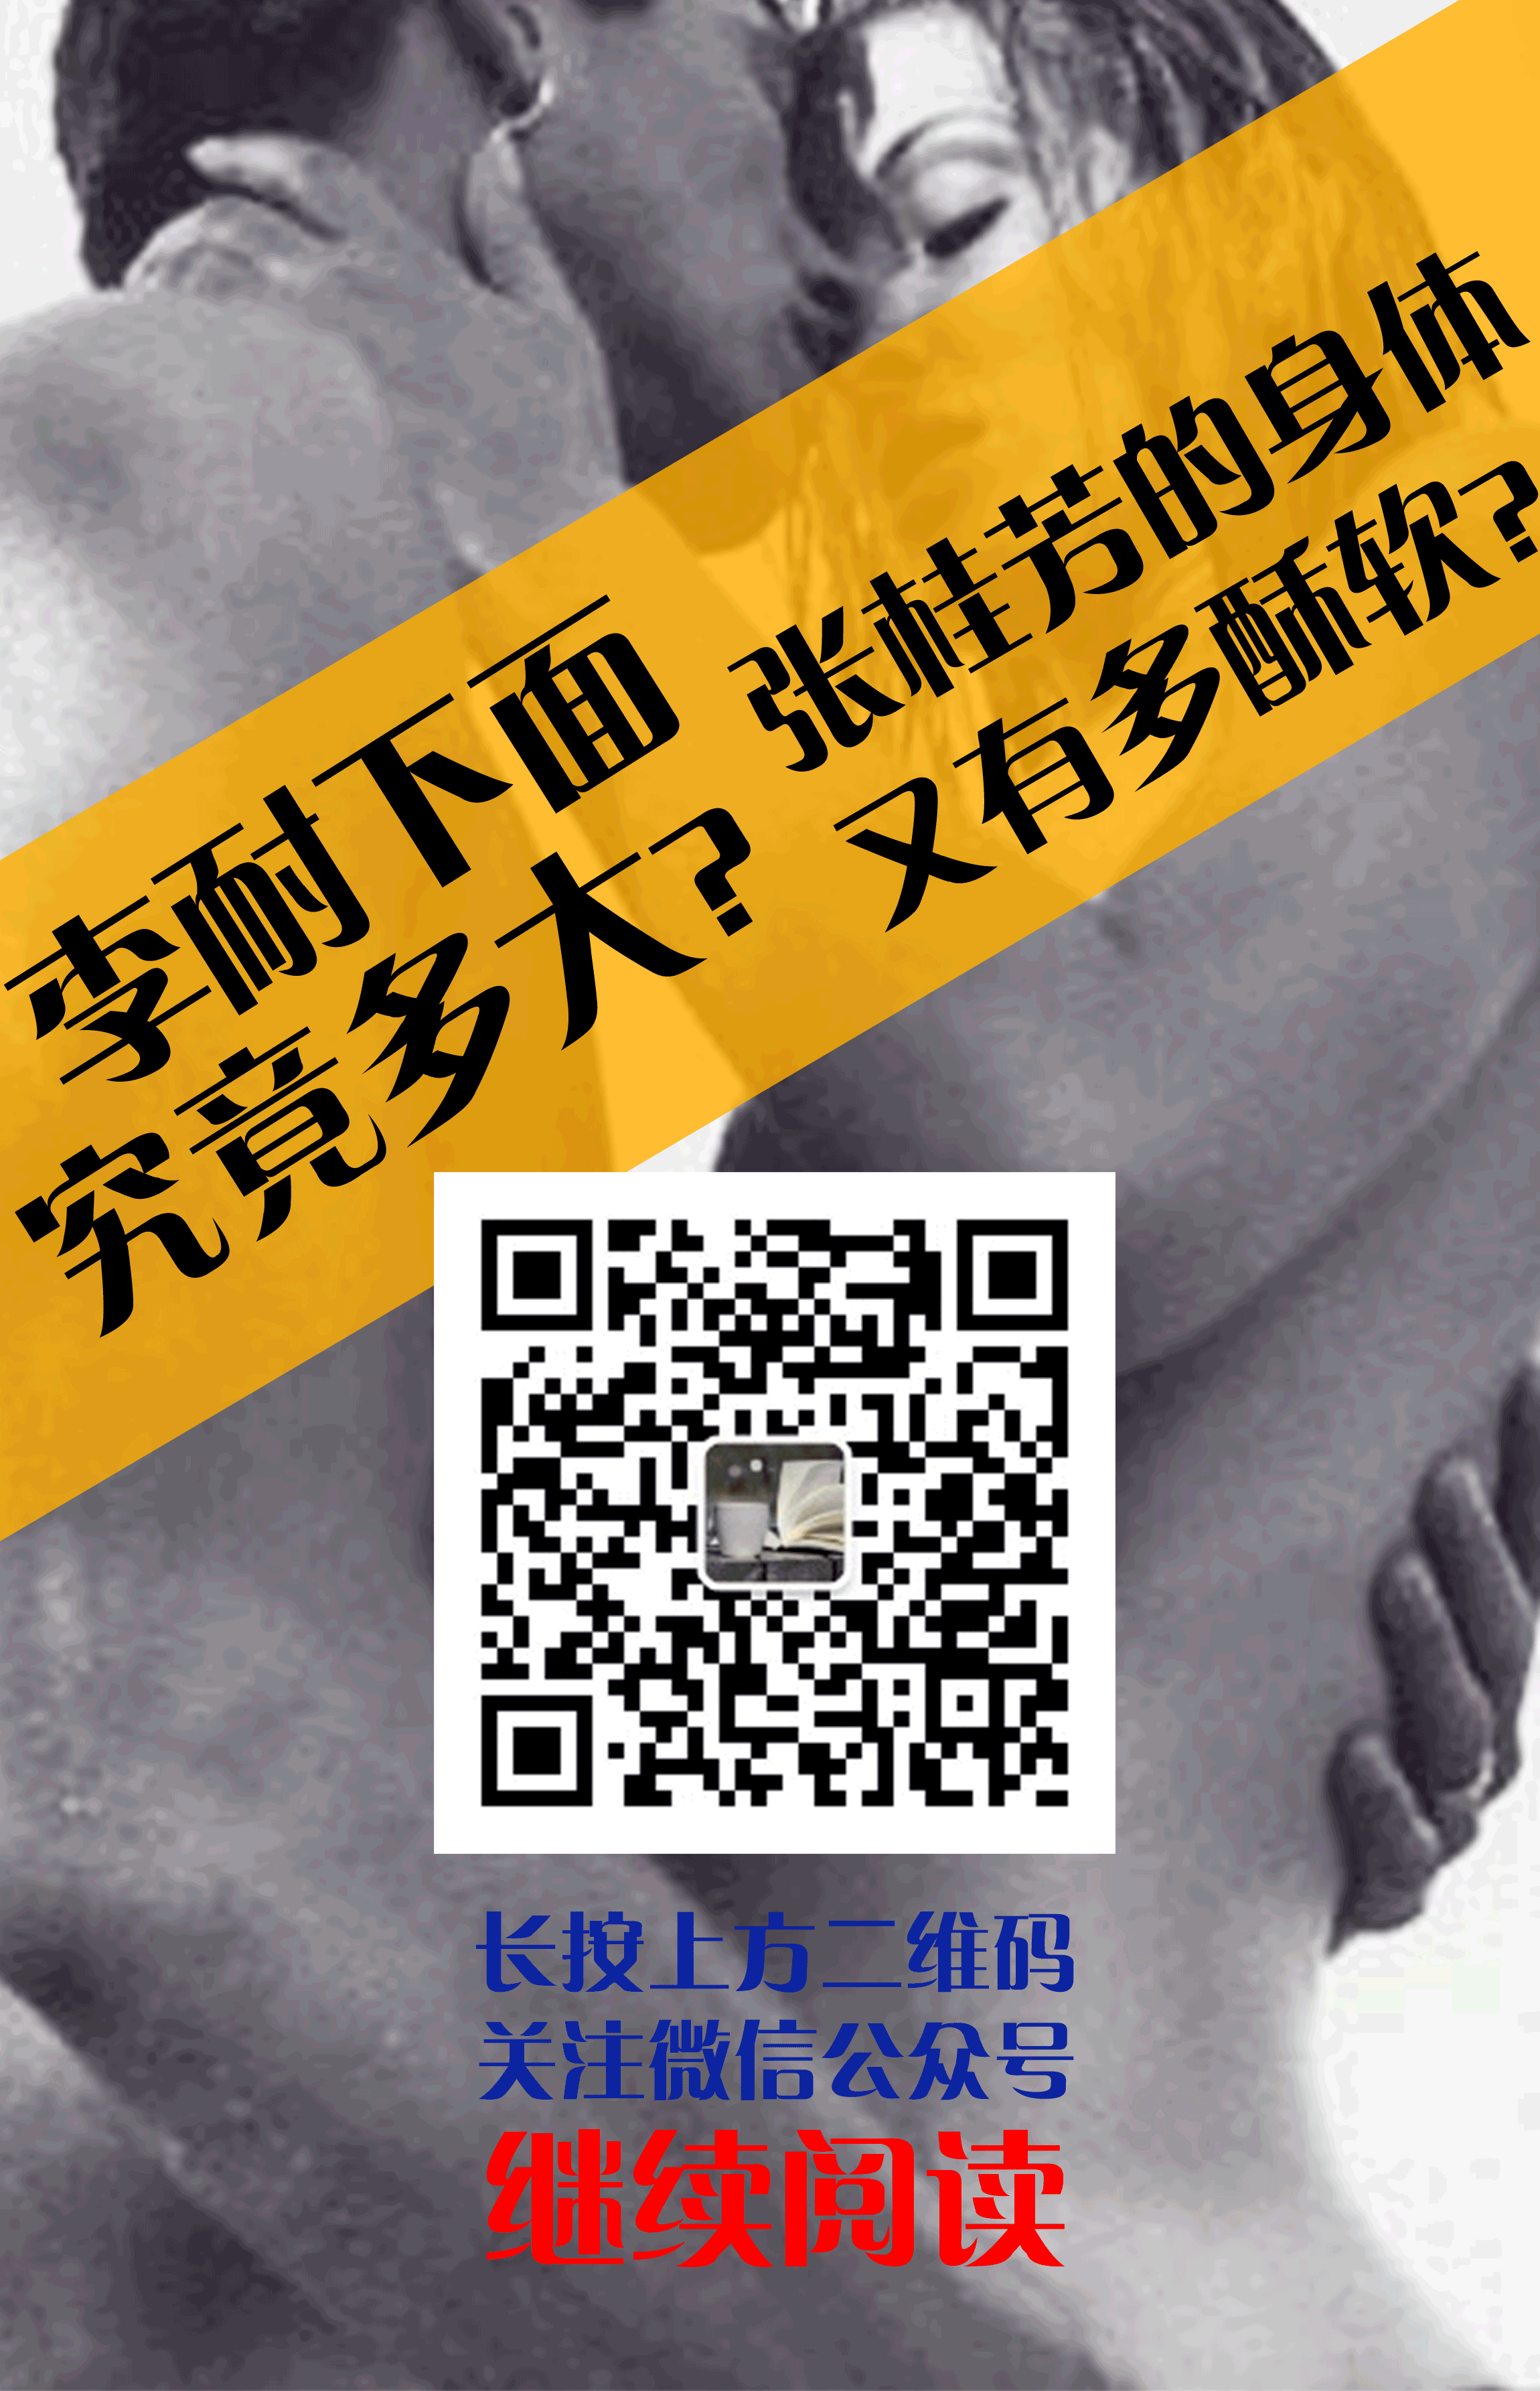 李耐下面
究竟多大？
张桂芳的身体
又有多酥软？
长按上方二维码
关注微信公众号
继续阅读